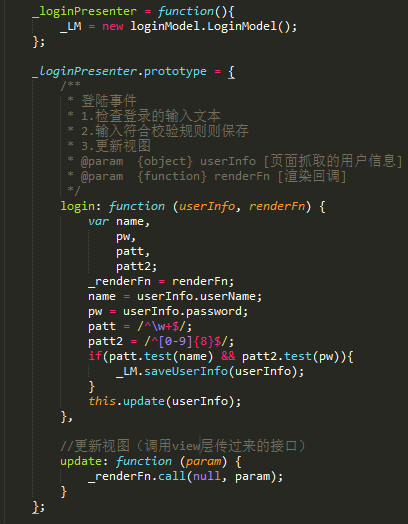 _loginPresenter = function(){
    _LM = new loginModel.LoginModel();
};

_loginPresenter.prototype = {
    /**
     * 登陆事件
     * 1.检查登录的输入文本
     * 2.输入符合校验规则则保存
     * 3.更新视图
     * @param  {object} userInfo [页面抓取的用户信息]
     * @param  {function} renderFn [渲染回调]
     */
    login: function (userInfo, renderFn) {
        var name,
            pw,
            patt,
            patt2;
        _renderFn = renderFn;
        name = userInfo.userName;
        pw = userInfo.password;
        patt = /^\w+$/;
        patt2 = /^[0-9]{8}$/;
        if(patt.test(name) && patt2.test(pw)){
            _LM.saveUserInfo(userInfo);
        }
        this.update(userInfo);
    },

    //更新视图（调用view层传过来的接口）
    update: function (param) {
        _renderFn.call(null, param);
    }
};